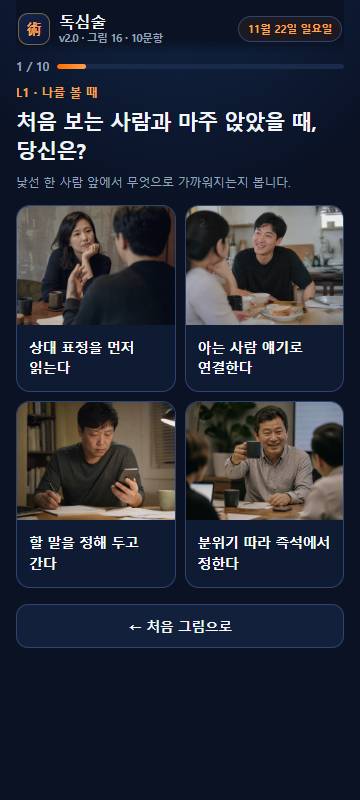 術
독심술
v2.0 · 그림 16 · 10문항
11월 22일 일요일
1 / 10
L1 · 나를 볼 때
처음 보는 사람과 마주 앉았을 때,
당신은?
낯선 한 사람 앞에서 무엇으로 가까워지는지 봅니다.
상대 표정을 먼저
읽는다
아는 사람 얘기로
연결한다
할 말을 정해 두고
간다
분위기 따라 즉석에서
정한다
← 처음 그림으로